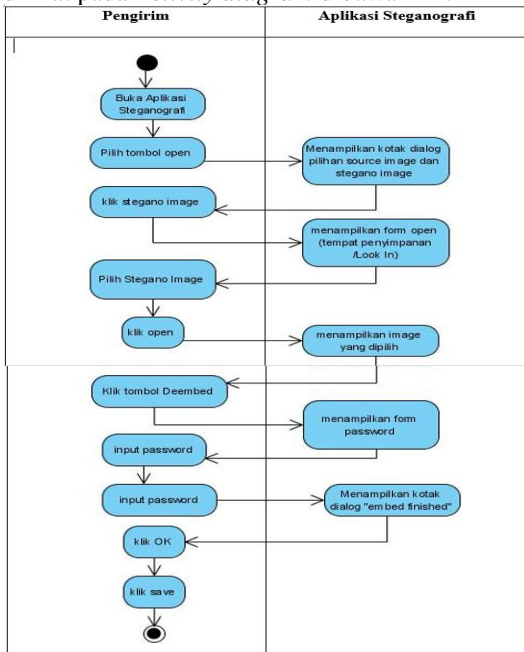 Pengirim
Aplikasi Steganografi
Buka Aplikasi
Steganografi
Pilih tombol open
Menampilkan kotak dialog
pilihan source image dan
stegano image
klik stegano image
menampilkan form open
(tempat penyimpanan
/Look In)
Pilih Stegano Image
klik open
menampilkan image
yang dipilih
Klik tombol Deembed
menampilkan form
password
input password
input password
Menampilkan kotak
dialog "embed finished"
klik OK
klik save